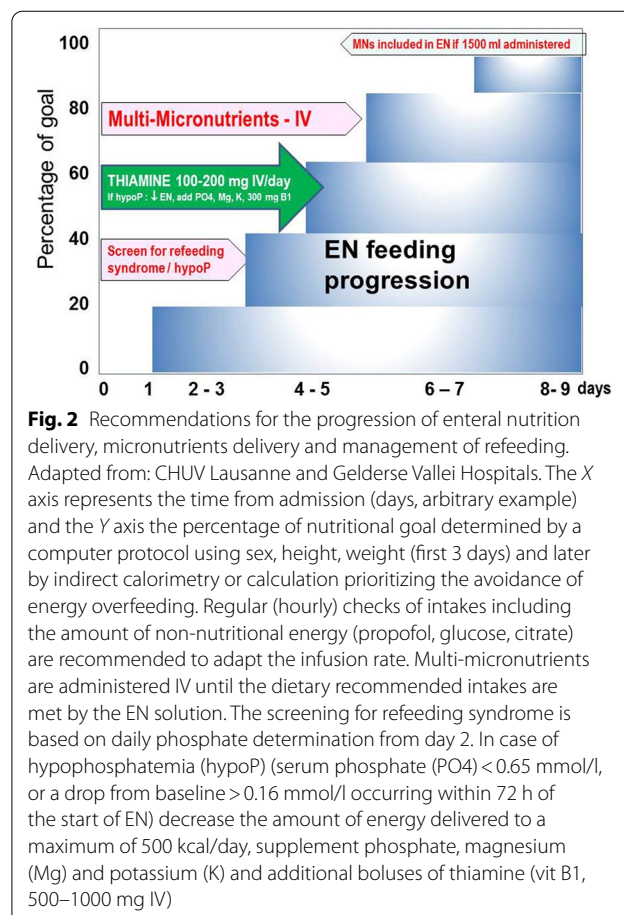 100
MNs included in EN if 1500 ml administered
80
Multi-Micronutrients - IV
60
THIAMINE 100-200 mg IV/day
If hypoP : ↓ EN, add PO4, Mg, K, 300 mg B1
40
Screen for refeeding
syndrome / hypoP
EN feeding
progression
20
0
Percentage of goal
0 1 2 - 3 4 - 5 6 – 7 8- 9 days
Fig. 2 Recommendations for the progression of enteral nutrition
delivery, micronutrients delivery and management of refeeding.
Adapted from: CHUV Lausanne and Gelderse Vallei Hospitals. The X
axis represents the time from admission (days, arbitrary example)
and the Y axis the percentage of nutritional goal determined by a
computer protocol using sex, height, weight (first 3 days) and later
by indirect calorimetry or calculation prioritizing the avoidance of
energy overfeeding. Regular (hourly) checks of intakes including
the amount of non-nutritional energy (propofol, glucose, citrate)
are recommended to adapt the infusion rate. Multi-micronutrients
are administered IV until the dietary recommended intakes are
met by the EN solution. The screening for refeeding syndrome is
based on daily phosphate determination from day 2. In case of
hypophosphatemia (hypoP) (serum phosphate (PO4) < 0.65 mmol/l,
or a drop from baseline > 0.16 mmol/l occurring within 72 h of
the start of EN) decrease the amount of energy delivered to a
maximum of 500 kcal/day, supplement phosphate, magnesium
(Mg) and potassium (K) and additional boluses of thiamine (vit B1,
500–1000 mg IV)